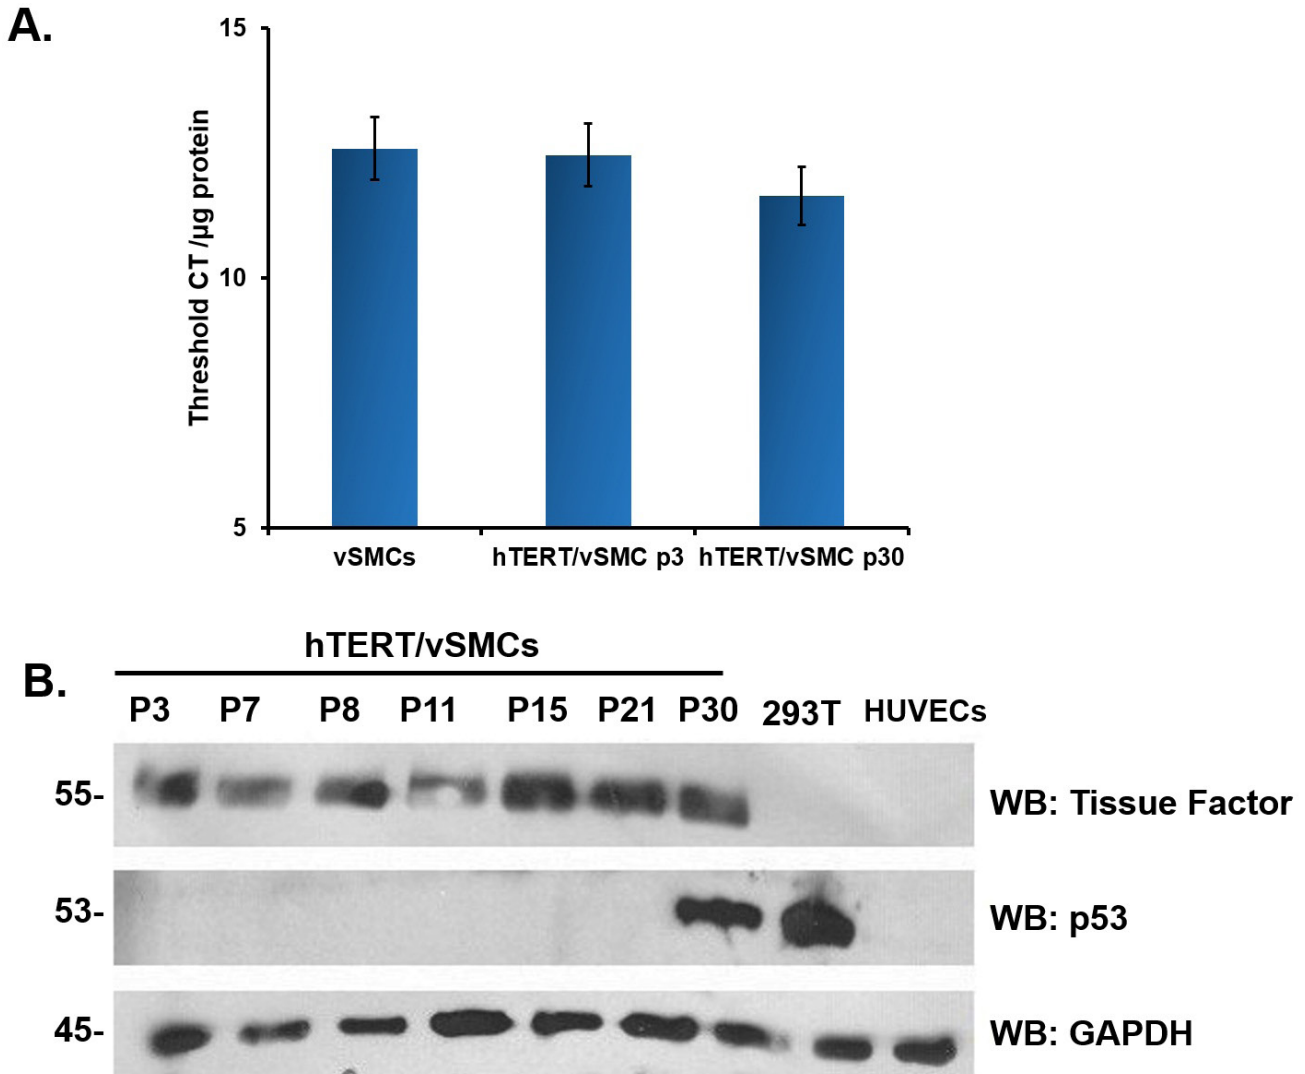 A.
15
10
5
Threshold CT /µg protein
vSMCs
hTERT/vSMC p3
hTERT/vSMC p30
hTERT/vSMCs
B.
P3 P7 P8 P11 P15 P21 P30 293T HUVECs
55-
WB: Tissue Factor
53-
WB: p53
45-
WB: GAPDH